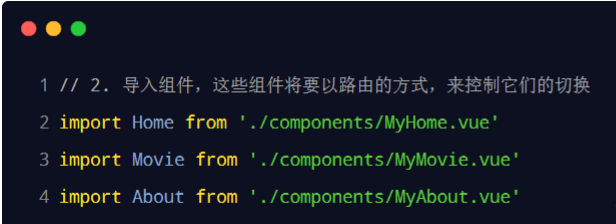 1 // 2. 导入组件，这些组件将要以路由的方式，来控制它们的切换
2 import Home from './components/MyHome.vue'
3 import Movie from './components/MyMovie.vue'
4 import About from './components/MyAbout.vue'